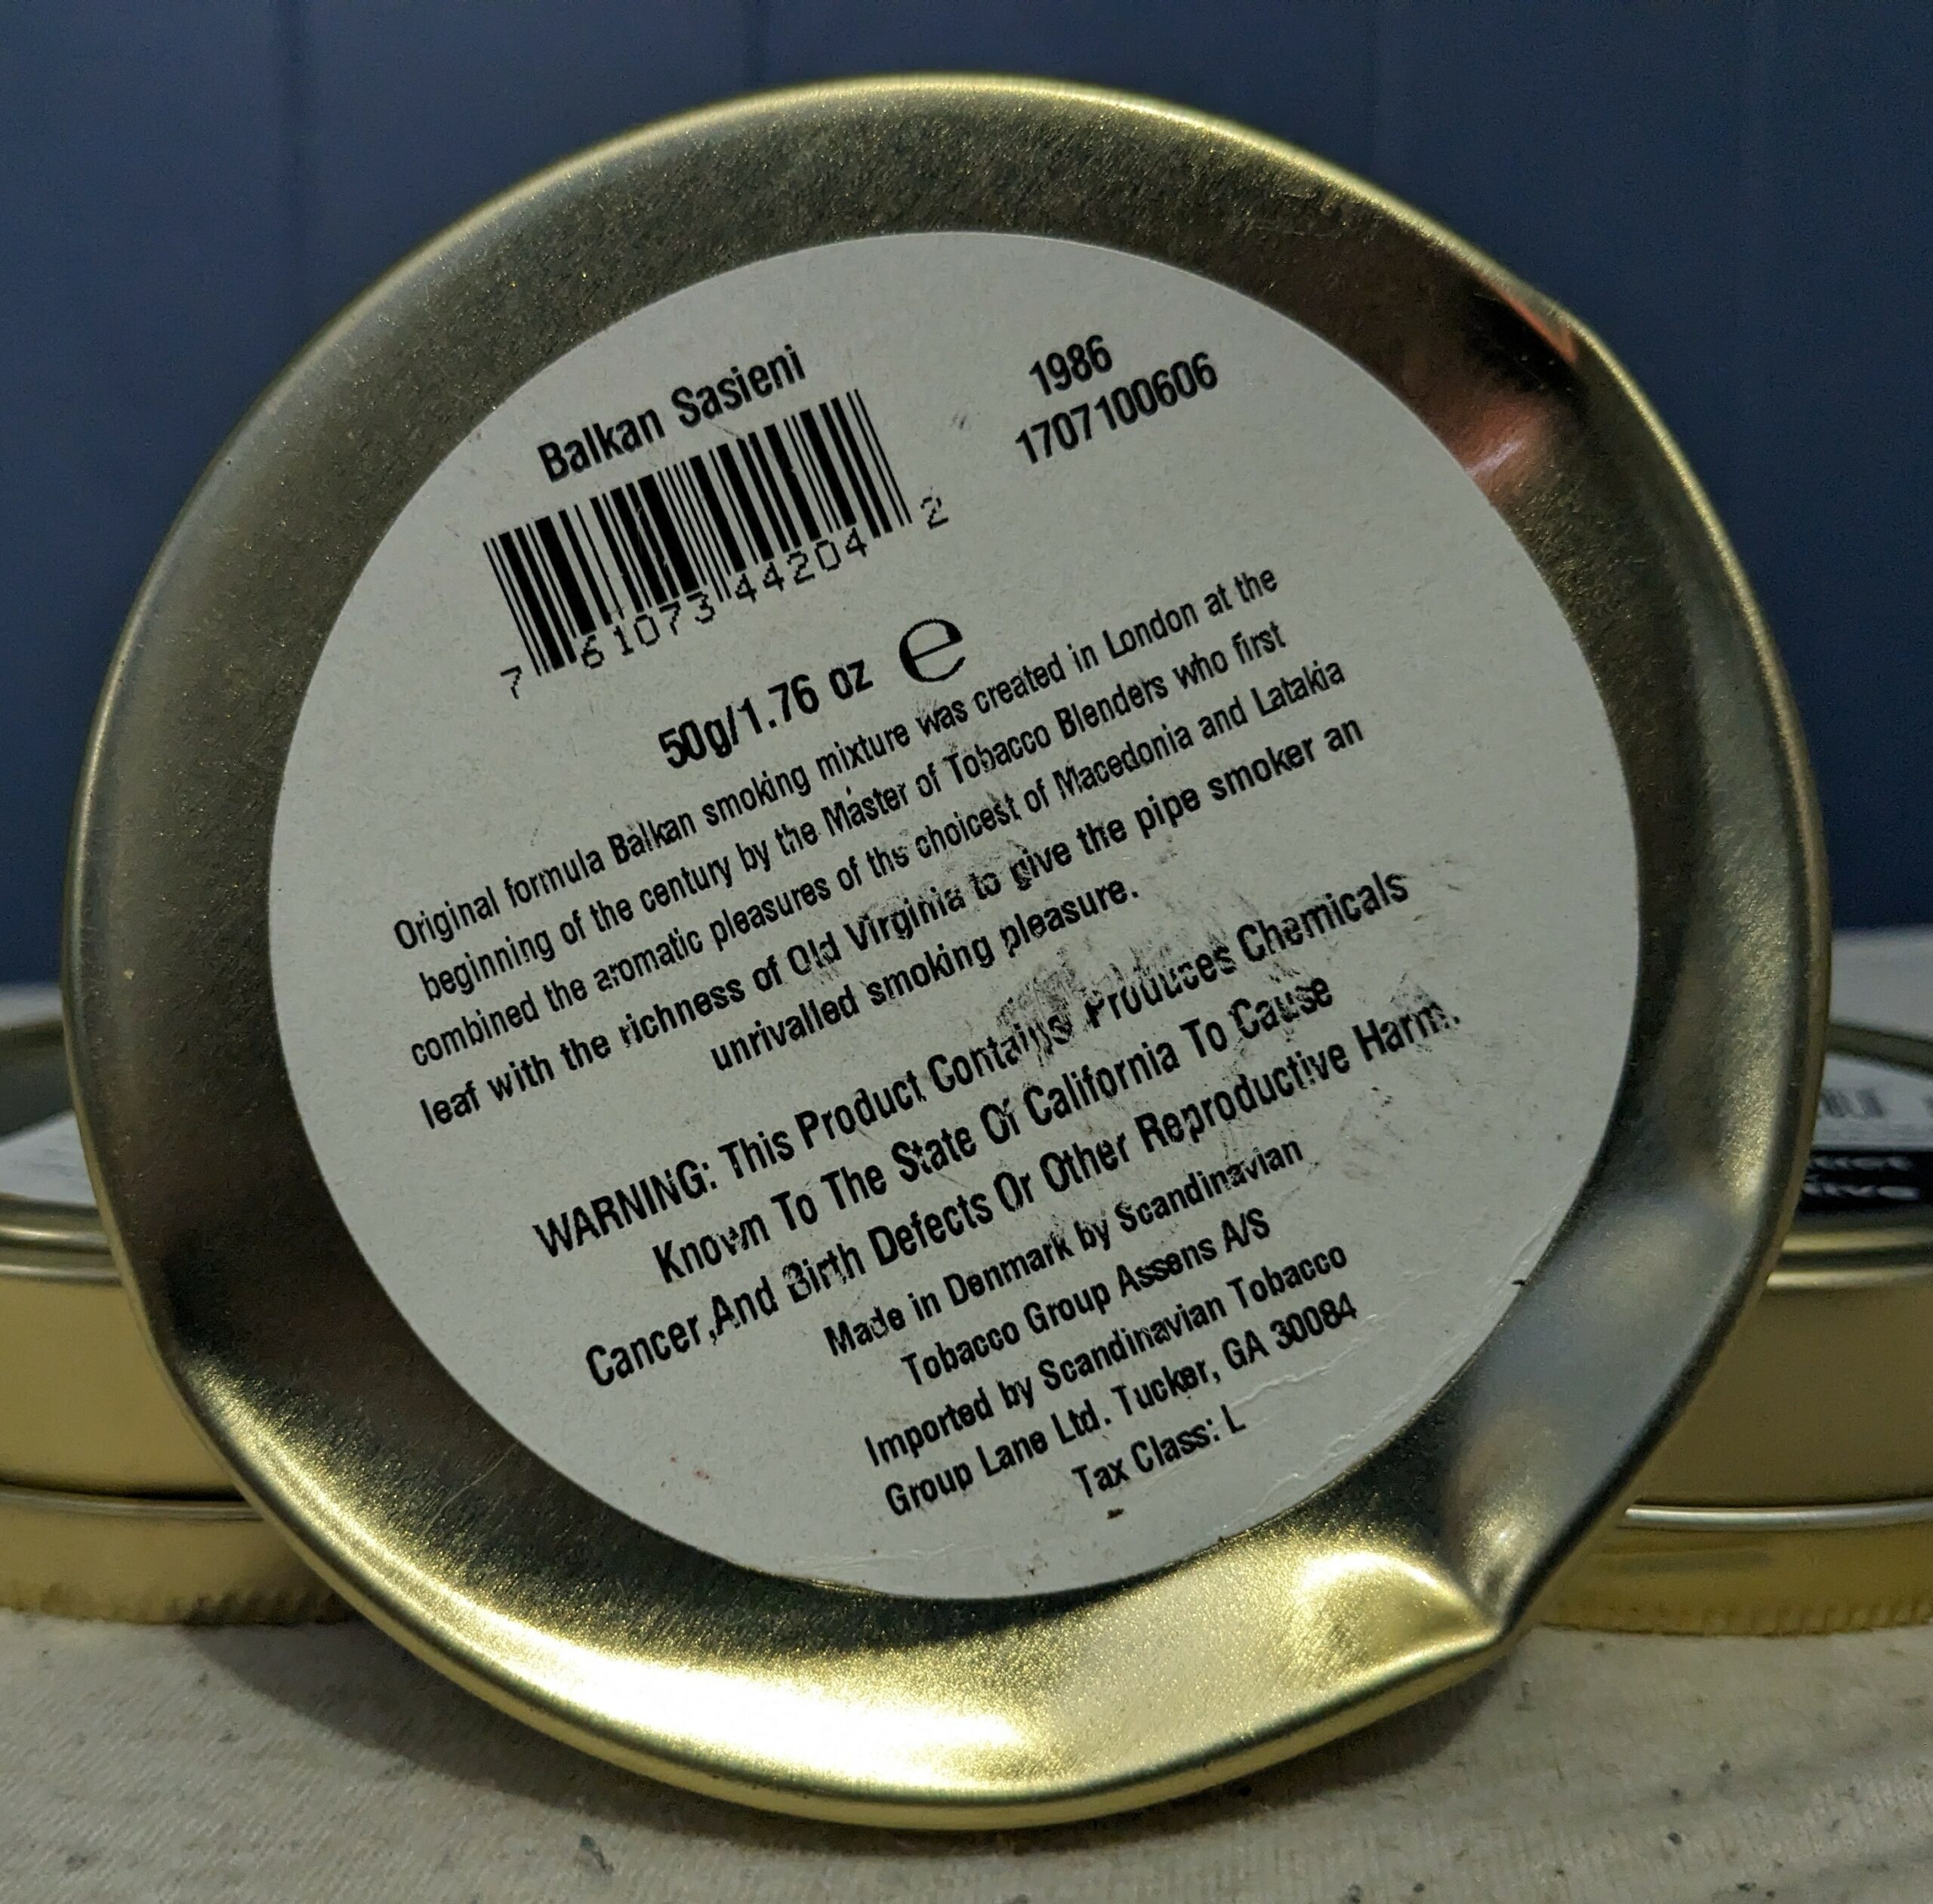 Balkan Sasieni
1986
1707100606
7 61073 44204 2
50g/1.76 oz e
Original formula Balkan smoking mixture was created in London at the
beginning of the century by the Master of Tobacco Blenders who first
combined the aromatic pleasures of ths choicest of Macedonia and Latakia
leaf with the richness of Old Virginia to give the pipe smoker an
unrivalled smoking pleasure.
WARNING: This Product Contains Produces Chemicals
Known To The State Of California To Cause
Cancer,And Birth Defects Or Other Reproductive Harm.
Made in Denmark by Scandinavian
Tobacco Group Assens A/S
Imported by Scandinavian Tobacco
Group Lane Ltd. Tucker, GA 30084
Tax Class: L